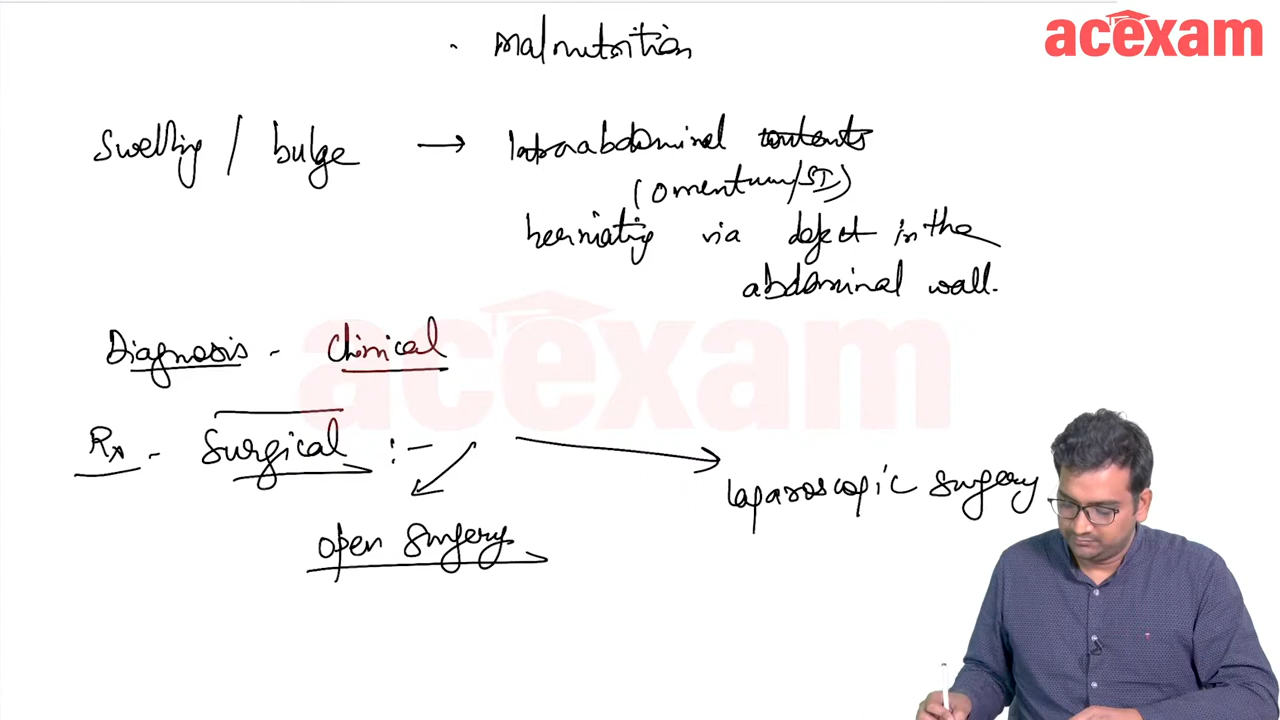 acexam
· malnutrition
Swelling / bulge → Intraabdominal contents
(omentum/SI)
herniating via defect in the
abdominal wall.
acexam
Diagnosis - Clinical
Rx - Surgical :-
laparoscopic surgery
open surgery